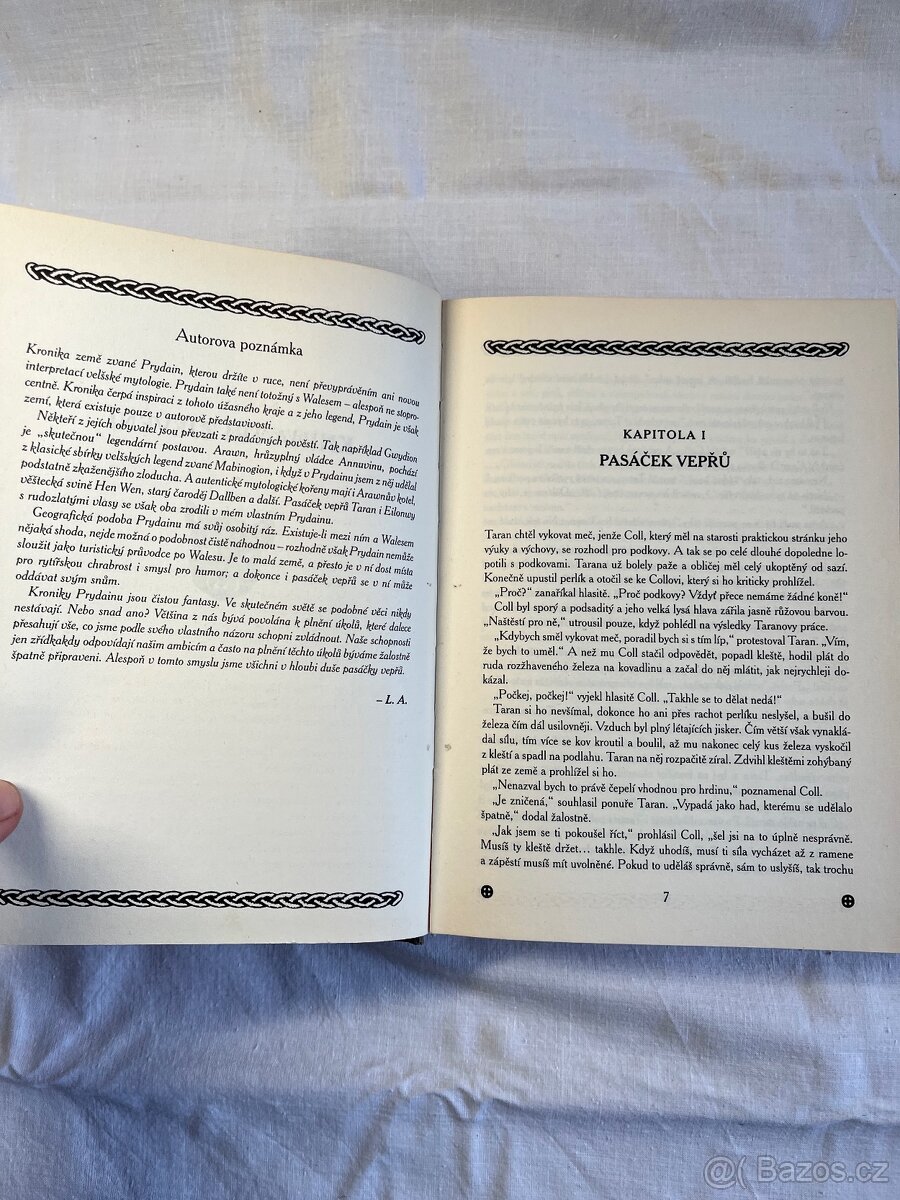 Autorova poznámka
Kronika země zvané Prydain, kterou držíte v ruce, není převyprávěním ani novou
interpretací velšské mytologie. Prydain také není totožný s Walesem – alespoň ne stopro-
centně. Kronika čerpá inspiraci z tohoto úžasného kraje a z jeho legend, Prydain je však
zemí, která existuje pouze v autorově představivosti.
Někteří z jejích obyvatel jsou převzati z pradávných pověstí. Tak například Gwydion
je „skutečnou“ legendární postavou. Arawn, hrůzyplný vládce Annuvinu, pochází
z klasické sbírky velšských legend zvané Mabinogion, i když v Prydainu jsem z něj udělal
podstatně zkaženějšího zloducha. A autentické mytologické kořeny mají i Arawnův kotel,
věštecká svině Hen Wen, starý čaroděj Dallben a další. Pasáček vepřů Taran i Eilonwy
s rudozlatými vlasy se však oba zrodili v mém vlastním Prydainu.
Geografická podoba Prydainu má svůj osobitý ráz. Existuje-li mezi ním a Walesem
nějaká shoda, nejde možná o podobnost čistě náhodnou – rozhodně však Prydain nemůže
sloužit jako turistický průvodce po Walesu. Je to malá země, a přesto je v ní dost místa
pro rytířskou chrabrost i smysl pro humor; a dokonce i pasáček vepřů se v ní může
oddávat svým snům.
Kroniky Prydainu jsou čistou fantasy. Ve skutečném světě se podobné věci nikdy
nestávají. Nebo snad ano? Většina z nás bývá povolána k plnění úkolů, které dalece
přesahují vše, co jsme podle svého vlastního názoru schopni zvládnout. Naše schopnosti
jen zřídkakdy odpovídají našim ambicím a často na plnění těchto úkolů býváme žalostně
špatně připraveni. Alespoň v tomto smyslu jsme všichni v hloubi duše pasáčky vepřů.
– L. A.
KAPITOLA I
PASÁČEK VEPŘŮ
Taran chtěl vykovat meč, jenže Coll, který měl na starosti praktickou stránku jeho
výuky a výchovy, se rozhodl pro podkovy. A tak se po celé dlouhé dopoledne lo-
potili s podkovami. Tarana už bolely paže a obličej měl celý ukoptěný od sazí.
Konečně upustil perlík a otočil se ke Collovi, který si ho kriticky prohlížel.
„Proč?“ zanaříkal hlasitě. „Proč podkovy? Vždyť přece nemáme žádné koně!“
Coll byl sporý a podsaditý a jeho velká lysá hlava zářila jasně růžovou barvou.
„Naštěstí pro ně,“ utrousil pouze, když pohlédl na výsledky Taranovy práce.
„Kdybych směl vykovat meč, poradil bych si s tím líp,“ protestoval Taran. „Vím,
že bych to uměl.“ A než mu Coll stačil odpovědět, popadl kleště, hodil plát do
ruda rozžhaveného železa na kovadlinu a začal do něj mlátit, jak nejrychleji do-
kázal.
„Počkej, počkej!“ vyjekl hlasitě Coll. „Takhle se to dělat nedá!“
Taran si ho nevšímal, dokonce ho ani přes rachot perlíku neslyšel, a bušil do
železa čím dál usilovněji. Vzduch byl plný létajících jisker. Čím větší však vynaklá-
dal sílu, tím více se kov kroutil a boulil, až mu nakonec celý kus železa vyskočil
z kleští a spadl na podlahu. Taran na něj rozpačitě zíral. Zdvihl kleštěmi zohýbaný
plát ze země a prohlížel si ho.
„Nenazval bych to právě čepelí vhodnou pro hrdinu,“ poznamenal Coll.
„Je zničená,“ souhlasil ponuře Taran. „Vypadá jako had, kterému se udělalo
špatně,“ dodal žalostně.
„Jak jsem se ti pokoušel říct,“ prohlásil Coll, „šel jsi na to úplně nesprávně.
Musíš ty kleště držet… takhle. Když uhodíš, musí ti síla vycházet až z ramene
a zápěstí musíš mít uvolněné. Pokud to uděláš správně, sám to uslyšíš, tak trochu
7
@( Bazos.cz